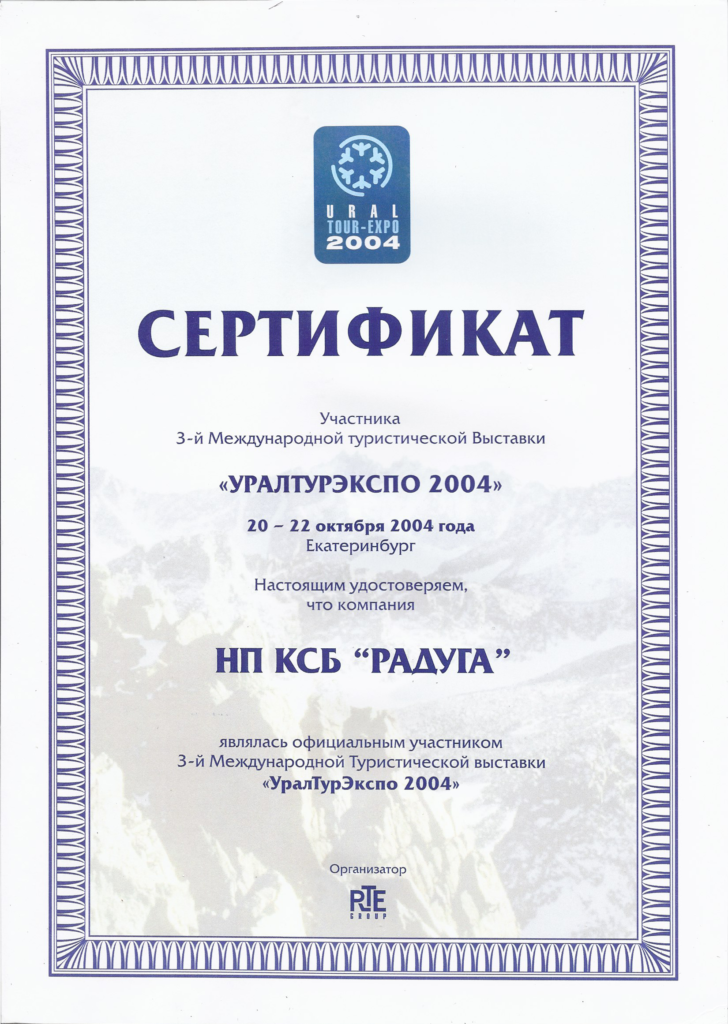 URAL
TOUR-EXPO
2004
СЕРТИФИКАТ
Участника
3-й Международной туристической Выставки
«УРАЛТУРЭКСПО 2004»
20 – 22 октября 2004 года
Екатеринбург
Настоящим удостоверяем,
что компания
НП КСБ “РАДУГА”
являлась официальным участником
3-й Международной Туристической выставки
«УралТурЭкспо 2004»
Организатор
RTE
GROUP